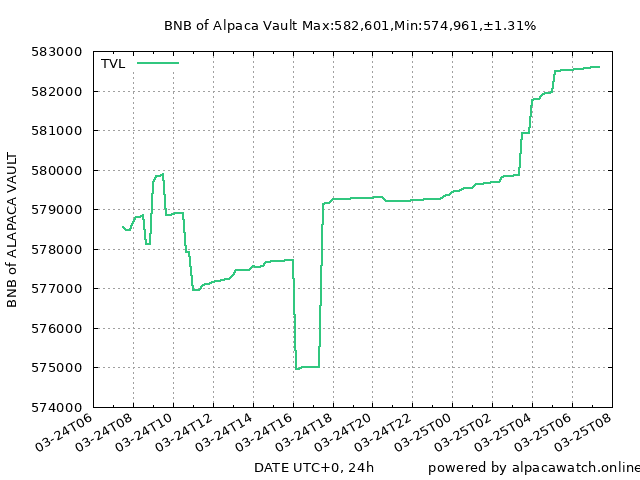 BNB of Alpaca Vault Max:582,601,Min:574,961,±1.31%
TVL
583000
582000
581000
580000
579000
578000
577000
576000
575000
574000
BNB of ALAPACA VAULT
03-24T06
03-24T08
03-24T10
03-24T12
03-24T14
03-24T16
03-24T18
03-24T20
03-24T22
03-25T00
03-25T02
03-25T04
03-25T06
03-25T08
DATE UTC+0, 24h
powered by alpacawatch.online